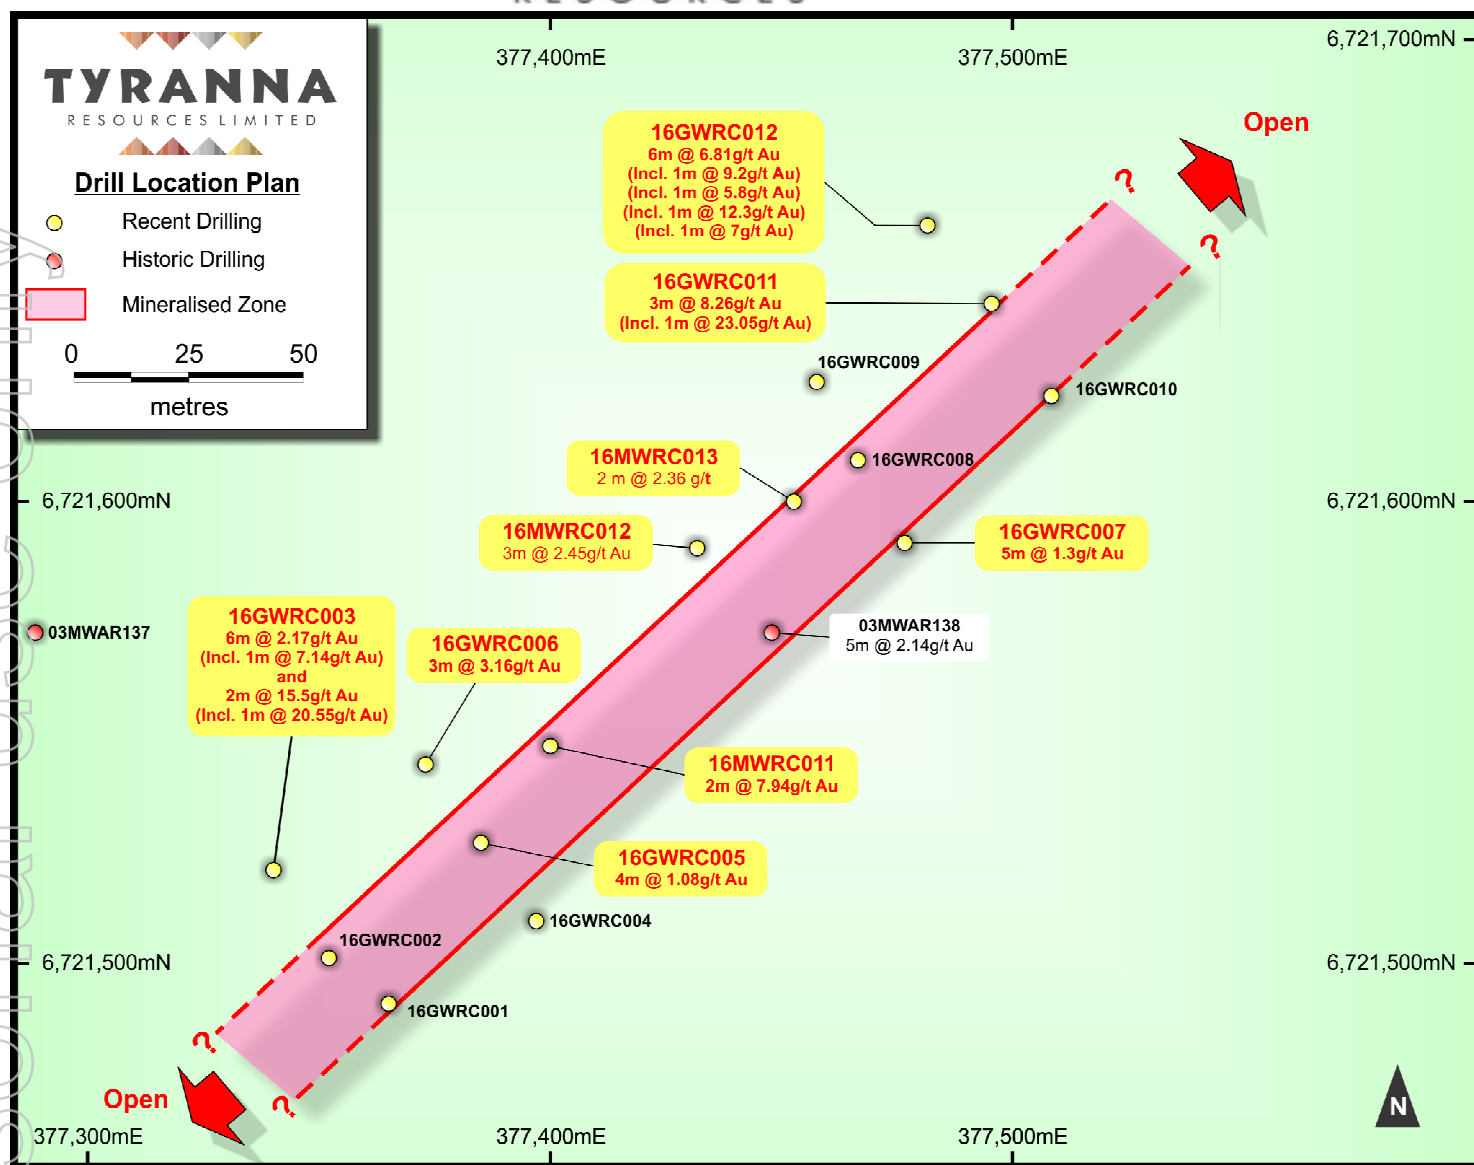 RESOURCES
377,400mE
377,500mE
6,721,700mN
TYRANNA
RESOURCES LIMITED
Drill Location Plan
Recent Drilling
Historic Drilling
Mineralised Zone
0 25 50
metres
Open
?
?
16GWRC012
6m @ 6.81g/t Au
(Incl. 1m @ 9.2g/t Au)
(Incl. 1m @ 5.8g/t Au)
(Incl. 1m @ 12.3g/t Au)
(Incl. 1m @ 7g/t Au)
16GWRC011
3m @ 8.26g/t Au
(Incl. 1m @ 23.05g/t Au)
16GWRC009
16GWRC010
16GWRC008
16MWRC013
2 m @ 2.36 g/t
6,721,600mN
6,721,600mN
16MWRC012
3m @ 2.45g/t Au
16GWRC007
5m @ 1.3g/t Au
03MWAR137
16GWRC003
6m @ 2.17g/t Au
(Incl. 1m @ 7.14g/t Au)
and
2m @ 15.5g/t Au
(Incl. 1m @ 20.55g/t Au)
16GWRC006
3m @ 3.16g/t Au
03MWAR138
5m @ 2.14g/t Au
16MWRC011
2m @ 7.94g/t Au
16GWRC005
4m @ 1.08g/t Au
16GWRC004
16GWRC002
6,721,500mN
6,721,500mN
16GWRC001
?
?
Open
N
377,300mE
377,400mE
377,500mE